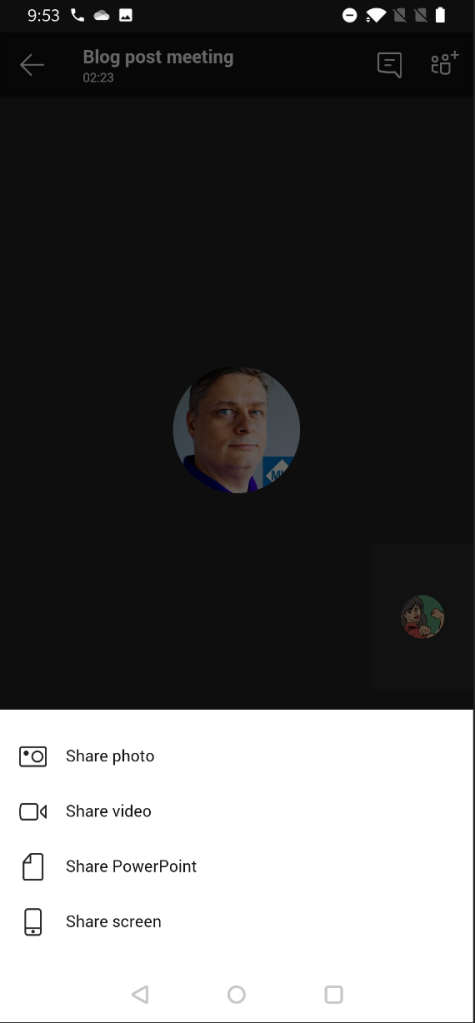 9:53
Blog post meeting
02:23
Share photo
Share video
Share PowerPoint
Share screen